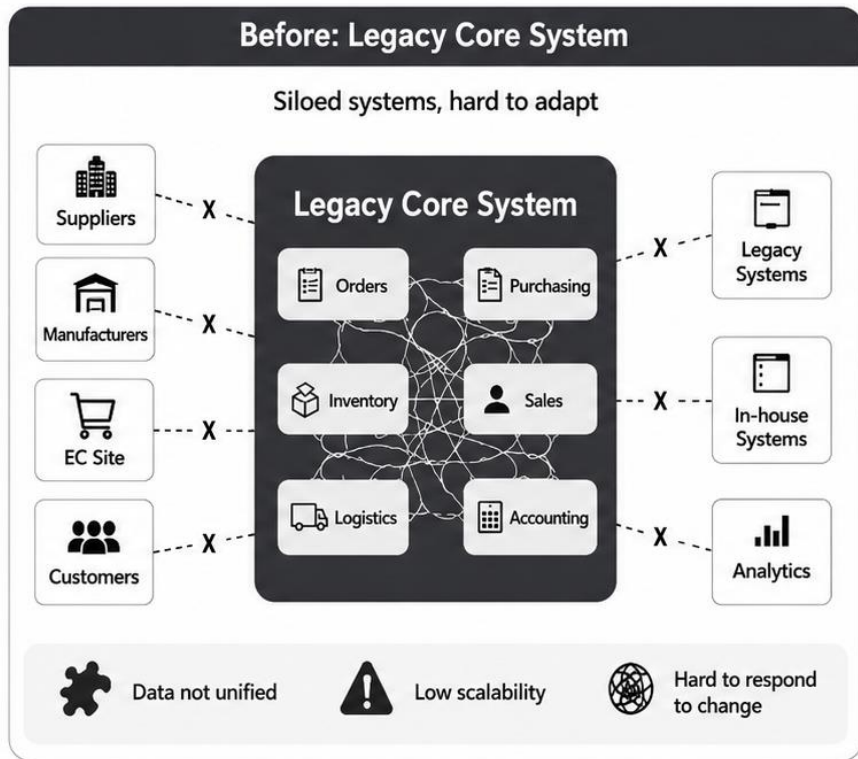 Before: Legacy Core System
Siloed systems, hard to adapt
Suppliers
X
Manufacturers
X
EC Site
X
Customers
X
Legacy Core System
Orders
Purchasing
Inventory
Sales
Logistics
Accounting
X
Legacy
Systems
X
In-house
Systems
X
Analytics
Data not unified
Low scalability
Hard to respond
to change